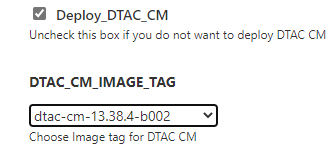 Deploy_DTAC_CM
Uncheck this box if you do not want to deploy DTAC CM
DTAC_CM_IMAGE_TAG
dtac-cm-13.38.4-b002
Choose Image tag for DTAC CM